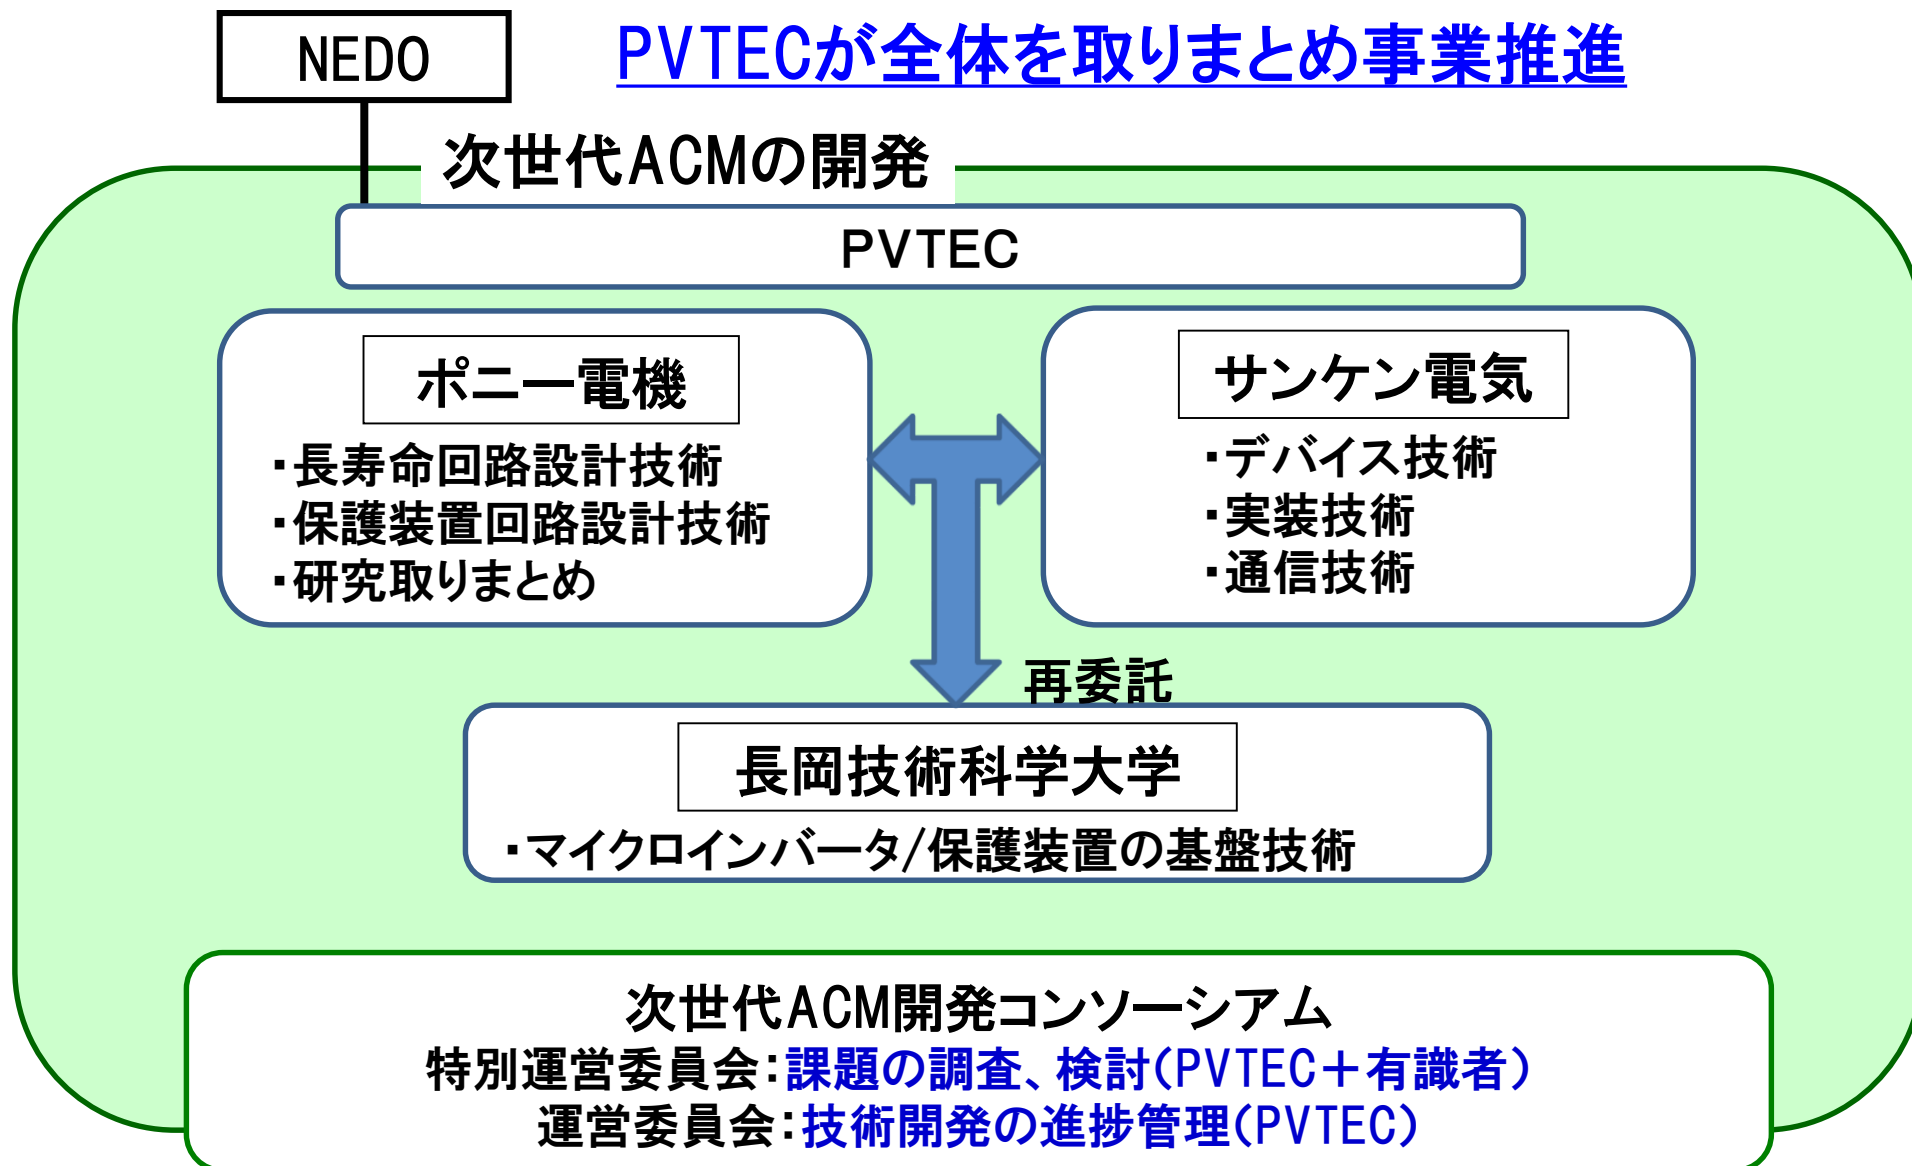 NEDO
PVTECが全体を取りまとめ事業推進
次世代ACMの開発
PVTEC
ポニー電機
・長寿命回路設計技術
・保護装置回路設計技術
・研究取りまとめ
サンケン電気
・デバイス技術
・実装技術
・通信技術
再委託
長岡技術科学大学
・マイクロインバータ/保護装置の基盤技術
次世代ACM開発コンソーシアム
特別運営委員会:課題の調査、検討(PVTEC+有識者)
運営委員会:技術開発の進捗管理(PVTEC)